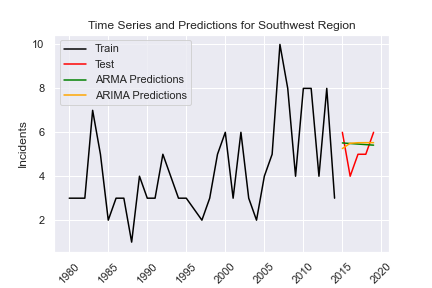 Time Series and Predictions for Southwest Region
Train
Test
ARMA Predictions
ARIMA Predictions
Incidents
10
8
6
4
2
1980
1985
1990
1995
2000
2005
2010
2015
2020